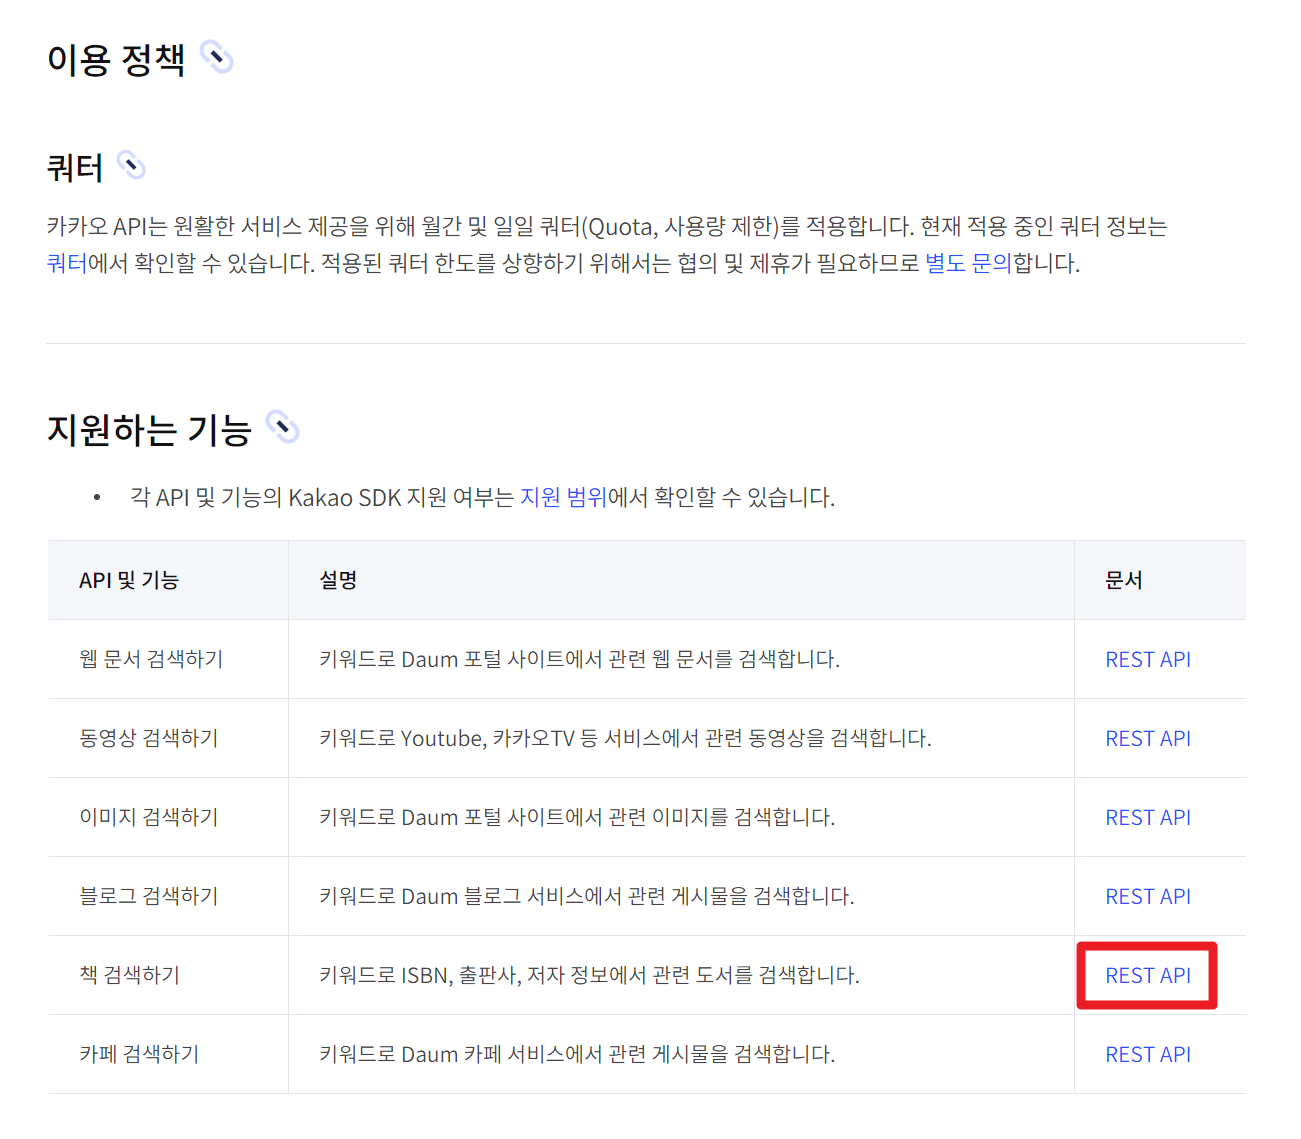 이용 정책
쿼터
카카오 API는 원활한 서비스 제공을 위해 월간 및 일일 쿼터(Quota, 사용량 제한)를 적용합니다. 현재 적용 중인 쿼터 정보는
쿼터에서 확인할 수 있습니다. 적용된 쿼터 한도를 상향하기 위해서는 협의 및 제휴가 필요하므로 별도 문의합니다.
지원하는 기능
• 각 API 및 기능의 Kakao SDK 지원 여부는 지원 범위에서 확인할 수 있습니다.
API 및 기능 설명 문서
웹 문서 검색하기 키워드로 Daum 포털 사이트에서 관련 웹 문서를 검색합니다. REST API
동영상 검색하기 키워드로 Youtube, 카카오TV 등 서비스에서 관련 동영상을 검색합니다. REST API
이미지 검색하기 키워드로 Daum 포털 사이트에서 관련 이미지를 검색합니다. REST API
블로그 검색하기 키워드로 Daum 블로그 서비스에서 관련 게시물을 검색합니다. REST API
책 검색하기 키워드로 ISBN, 출판사, 저자 정보에서 관련 도서를 검색합니다. REST API
카페 검색하기 키워드로 Daum 카페 서비스에서 관련 게시물을 검색합니다. REST API